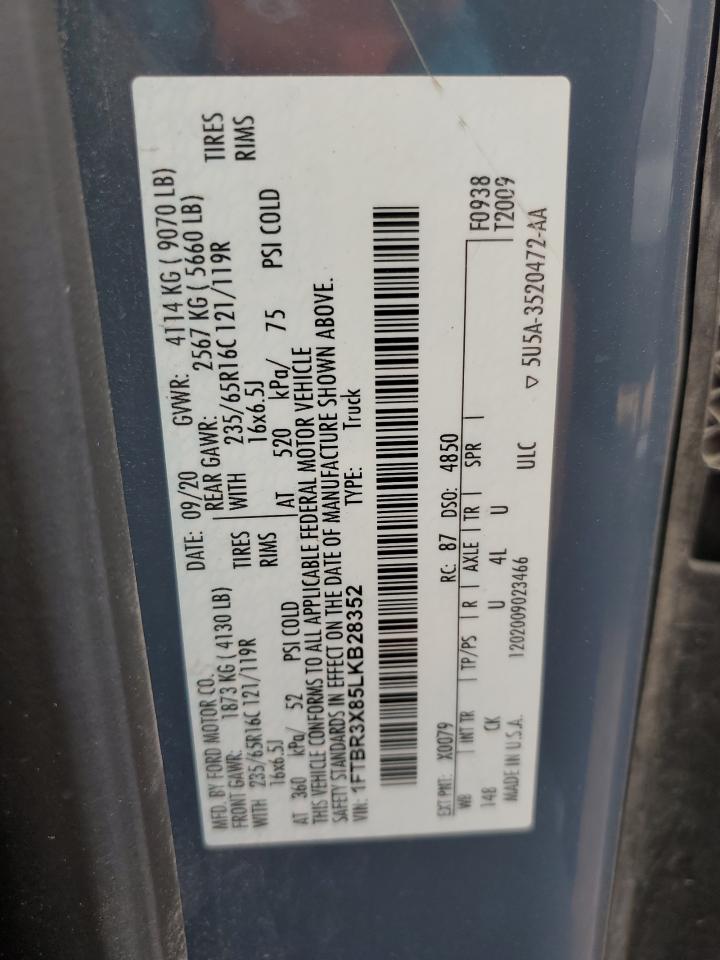 MFD. BY FORD MOTOR CO. DATE: 09/20 GVWR: 4114 KG ( 9070 LB)
FRONT GAWR: 1873 KG ( 4130 LB) REAR GAWR: 2567 KG ( 5660 LB)
WITH 235/65R16C 121/119R TIRES WITH 235/65R16C 121/119R TIRES
16x6.5J RIMS 16x6.5J RIMS
AT 360 kPa/ 52 PSI COLD AT 520 kPa/ 75 PSI COLD
THIS VEHICLE CONFORMS TO ALL APPLICABLE FEDERAL MOTOR VEHICLE
SAFETY STANDARDS IN EFFECT ON THE DATE OF MANUFACTURE SHOWN ABOVE.
VIN: 1FTBR3X85LKB28352 TYPE: Truck
EXT PNT: X0079 RC: 87 DSO: 4850 F0938
WB INT TR TP/PS R AXLE TR SPR T2009
148 CK U 4L U
MADE IN U.S.A. 1202009023466 ULC ▽ 5U5A-3520472-AA